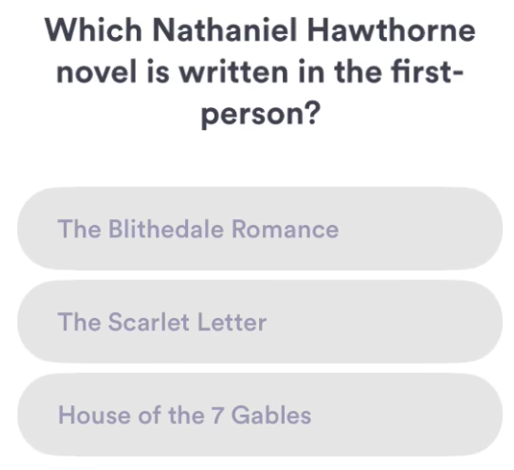 Which Nathaniel Hawthorne
novel is written in the first-
person?
The Blithedale Romance
The Scarlet Letter
House of the 7 Gables